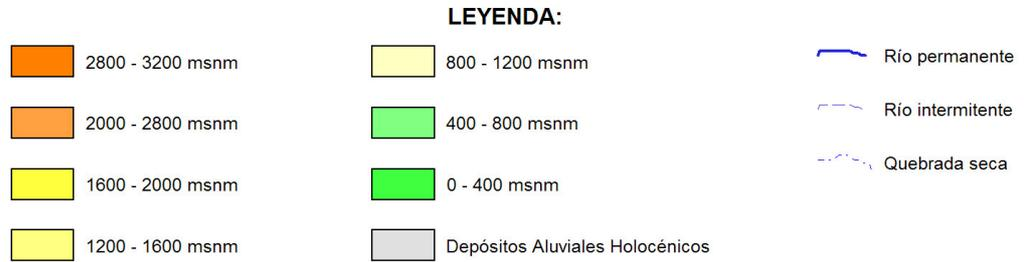 LEYENDA:
2800 - 3200 msnm
2000 - 2800 msnm
1600 - 2000 msnm
1200 - 1600 msnm
800 - 1200 msnm
400 - 800 msnm
0 - 400 msnm
Depósitos Aluviales Holocénicos
Río permanente
Río intermitente
Quebrada seca